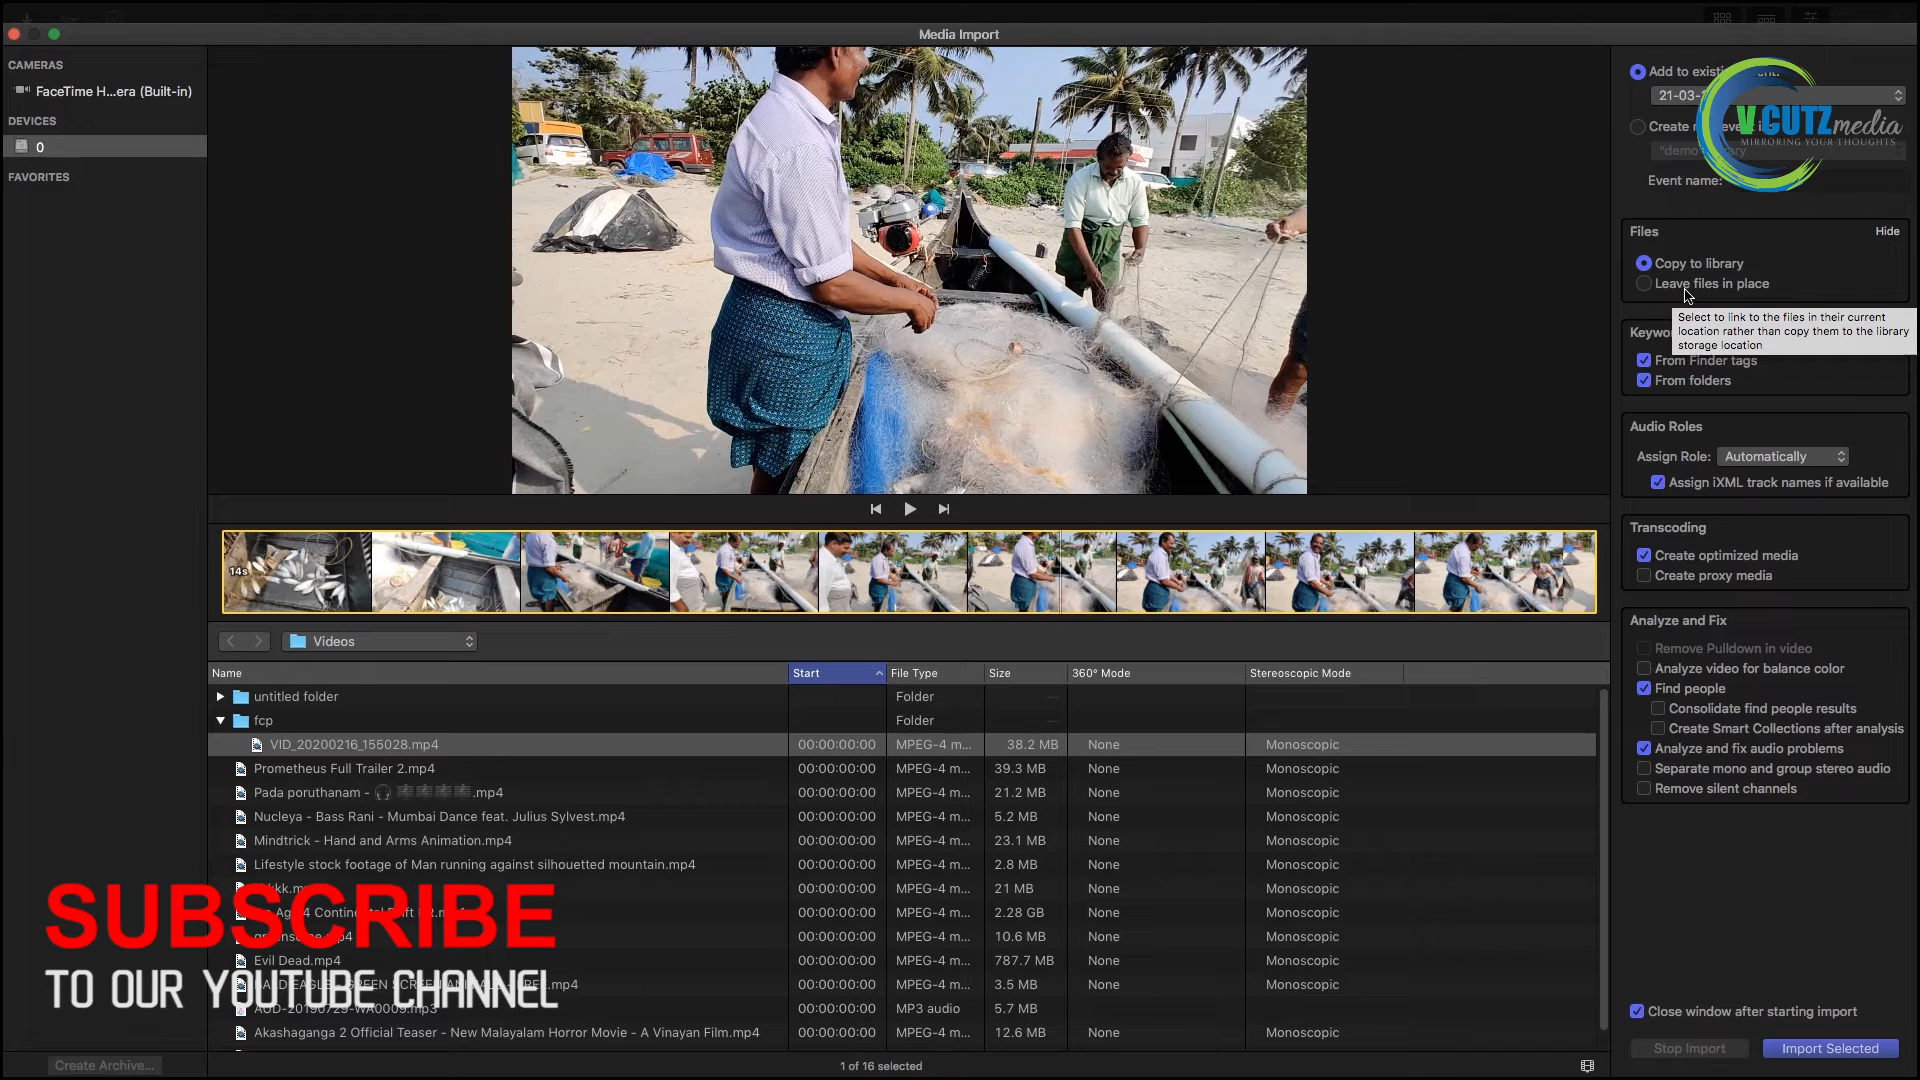 Media Import
CAMERAS
FaceTime H...era (Built-in)
DEVICES
0
FAVORITES
Add to existi
21-03-
Create
Event name:
VCUTZmedia
MIRRORING YOUR THOUGHTS
Files
Hide
Copy to library
Leave files in place
Select to link to the files in their current
location rather than copy them to the library
storage location
From Finder tags
From folders
Audio Roles
Assign Role: Automatically
Assign iXML track names if available
Transcoding
Create optimized media
Create proxy media
Analyze and Fix
Remove Pulldown in video
Analyze video for balance color
Find people
Consolidate find people results
Create Smart Collections after analysis
Analyze and fix audio problems
Separate mono and group stereo audio
Remove silent channels
14s
Videos
Name Start File Type Size 360° Mode Stereoscopic Mode
untitled folder Folder --
fcp Folder --
VID_20200216_155028.mp4 00:00:00:00 MPEG-4 m... 38.2 MB None Monoscopic
Prometheus Full Trailer 2.mp4 00:00:00:00 MPEG-4 m... 39.3 MB None Monoscopic
Pada poruthanam - .mp4 00:00:00:00 MPEG-4 m... 21.2 MB None Monoscopic
Nucleya - Bass Rani - Mumbai Dance feat. Julius Sylvest.mp4 00:00:00:00 MPEG-4 m... 5.2 MB None Monoscopic
Mindtrick - Hand and Arms Animation.mp4 00:00:00:00 MPEG-4 m... 23.1 MB None Monoscopic
Lifestyle stock footage of Man running against silhouetted mountain.mp4 00:00:00:00 MPEG-4 m... 2.8 MB None Monoscopic
00:00:00:00 MPEG-4 m... 21 MB None Monoscopic
00:00:00:00 MPEG-4 m... 2.28 GB None Monoscopic
00:00:00:00 MPEG-4 m... 10.6 MB None Monoscopic
Evil Dead.mp4 00:00:00:00 MPEG-4 m... 787.7 MB None Monoscopic
00:00:00:00 MPEG-4 m... 3.5 MB None Monoscopic
AUD-20190729-WA0009.mp3 00:00:00:00 MP3 audio 5.7 MB
Akashaganga 2 Official Teaser - New Malayalam Horror Movie - A Vinayan Film.mp4 00:00:00:00 MPEG-4 m... 12.6 MB None Monoscopic
SUBSCRIBE
TO OUR YOUTUBE CHANNEL
Close window after starting import
Create Archive...
1 of 16 selected
Stop Import
Import Selected